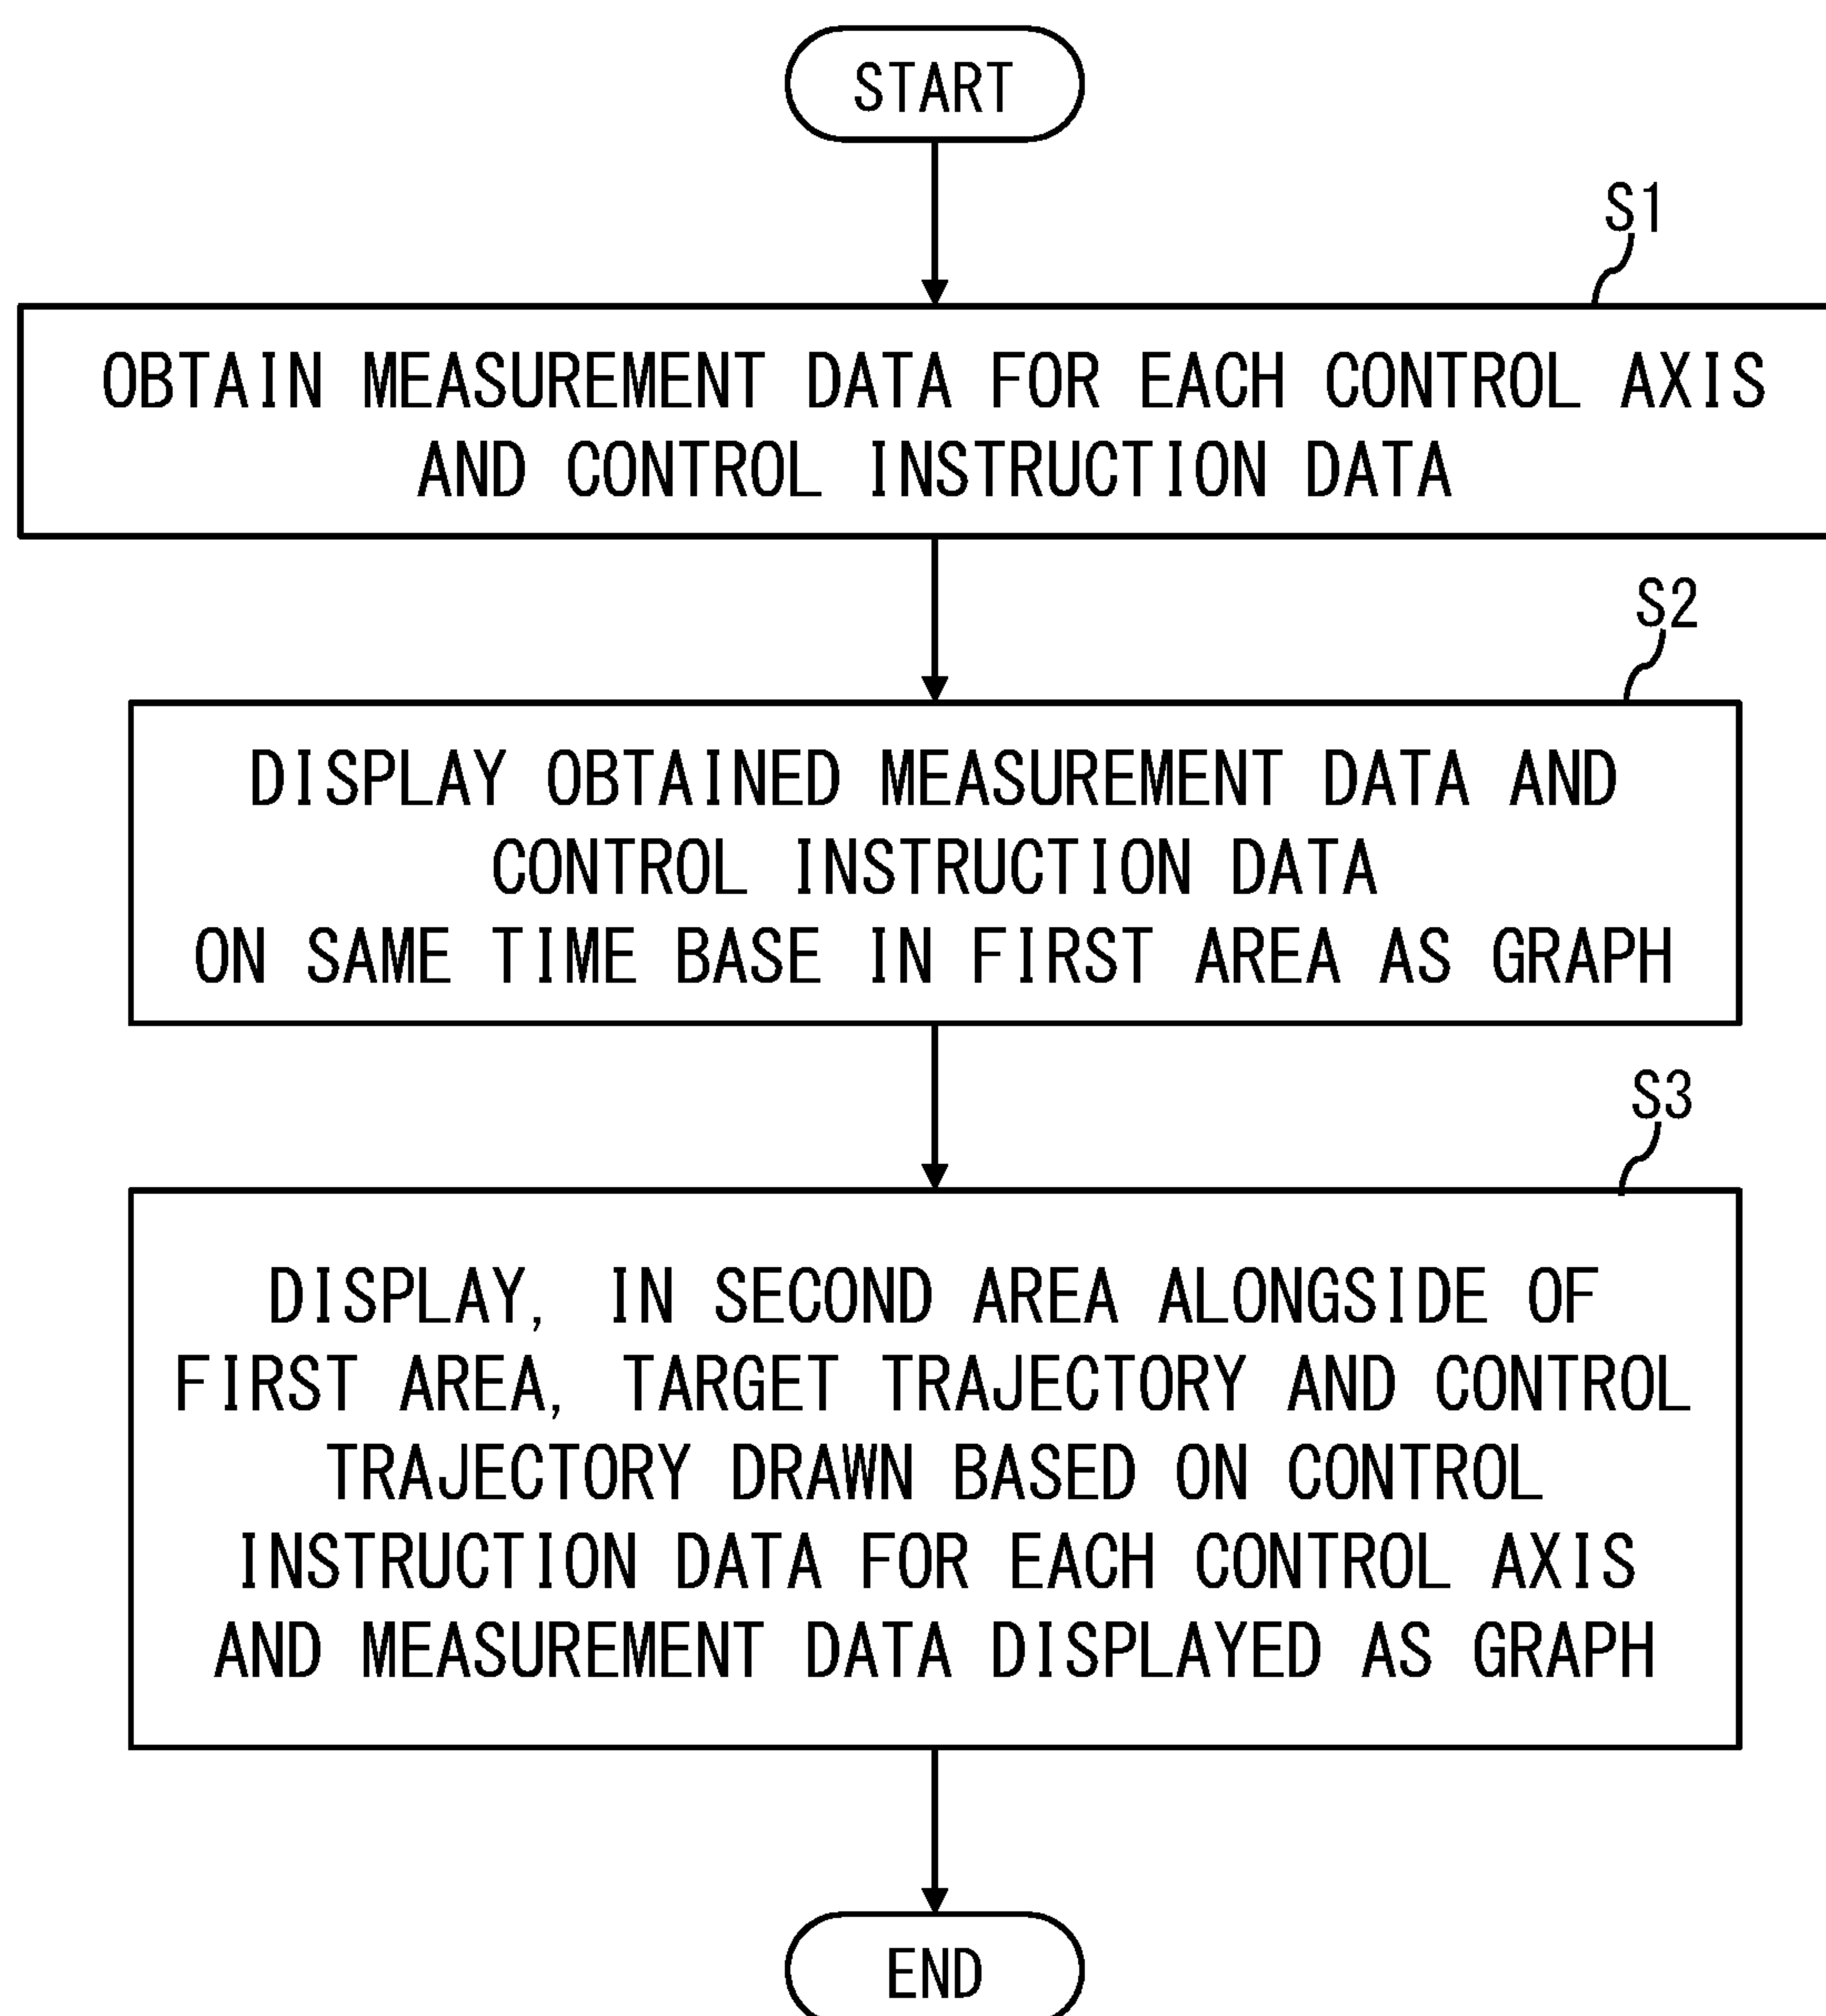 START
S1
OBTAIN MEASUREMENT DATA FOR EACH CONTROL AXIS
AND CONTROL INSTRUCTION DATA
S2
DISPLAY OBTAINED MEASUREMENT DATA AND
CONTROL INSTRUCTION DATA
ON SAME TIME BASE IN FIRST AREA AS GRAPH
S3
DISPLAY, IN SECOND AREA ALONGSIDE OF
FIRST AREA, TARGET TRAJECTORY AND CONTROL
TRAJECTORY DRAWN BASED ON CONTROL
INSTRUCTION DATA FOR EACH CONTROL AXIS
AND MEASUREMENT DATA DISPLAYED AS GRAPH
END